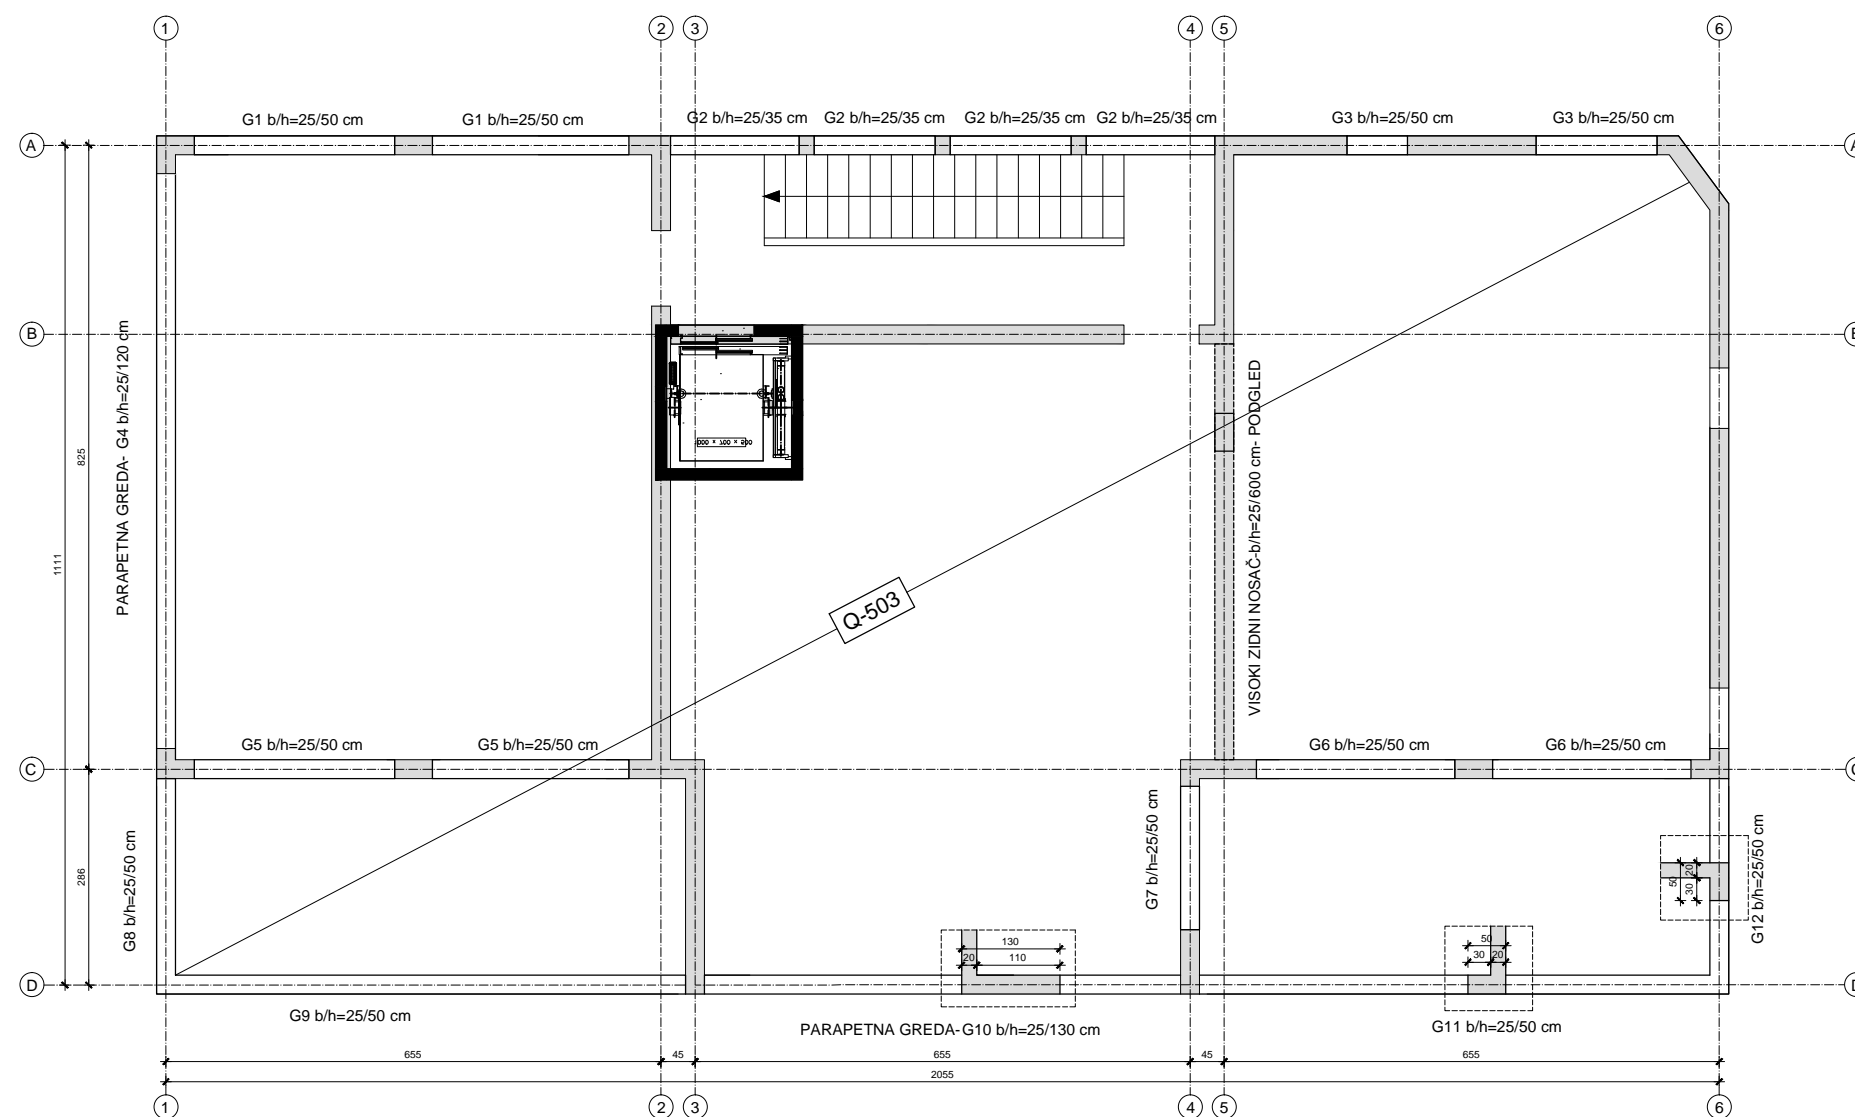 1 2 3 4 5 6
G1 b/h=25/50 cm G1 b/h=25/50 cm G2 b/h=25/35 cm G2 b/h=25/35 cm G2 b/h=25/35 cm G2 b/h=25/35 cm G3 b/h=25/50 cm G3 b/h=25/50 cm
A A
B B
PARAPETNA GREDA- G4 b/h=25/120 cm
VISOKI ZIDNI NOSAČ-b/h=25/600 cm- PODGLED
825
1111
Q-503
G5 b/h=25/50 cm G5 b/h=25/50 cm G6 b/h=25/50 cm G6 b/h=25/50 cm
C C
286
G8 b/h=25/50 cm
G7 b/h=25/50 cm
G12 b/h=25/50 cm
50 20
30
130
20 110
50
30 20
D D
G9 b/h=25/50 cm
PARAPETNA GREDA-G10 b/h=25/130 cm
G11 b/h=25/50 cm
655 45 655 45 655
2055
1 2 3 4 5 6